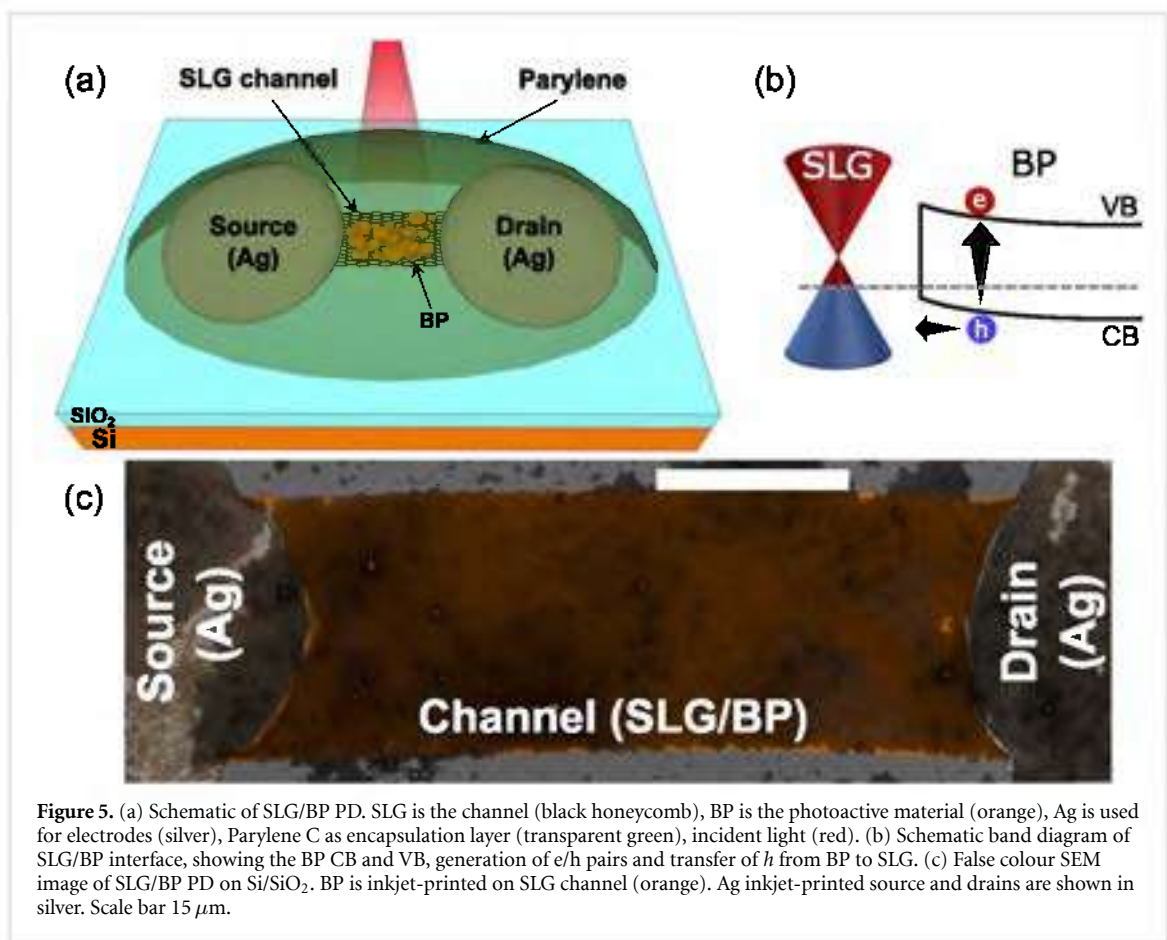 (a)
SLG channel
Parylene
Source
(Ag)
Drain
(Ag)
BP
SIO₂
Si
(b)
SLG
BP
e
VB
h
CB
(c)
Source
(Ag)
Channel (SLG/BP)
Drain
(Ag)
Figure 5. (a) Schematic of SLG/BP PD. SLG is the channel (black honeycomb), BP is the photoactive material (orange), Ag is used
for electrodes (silver), Parylene C as encapsulation layer (transparent green), incident light (red). (b) Schematic band diagram of
SLG/BP interface, showing the BP CB and VB, generation of e/h pairs and transfer of h from BP to SLG. (c) False colour SEM
image of SLG/BP PD on Si/SiO₂. BP is inkjet-printed on SLG channel (orange). Ag inkjet-printed source and drains are shown in
silver. Scale bar 15 μm.